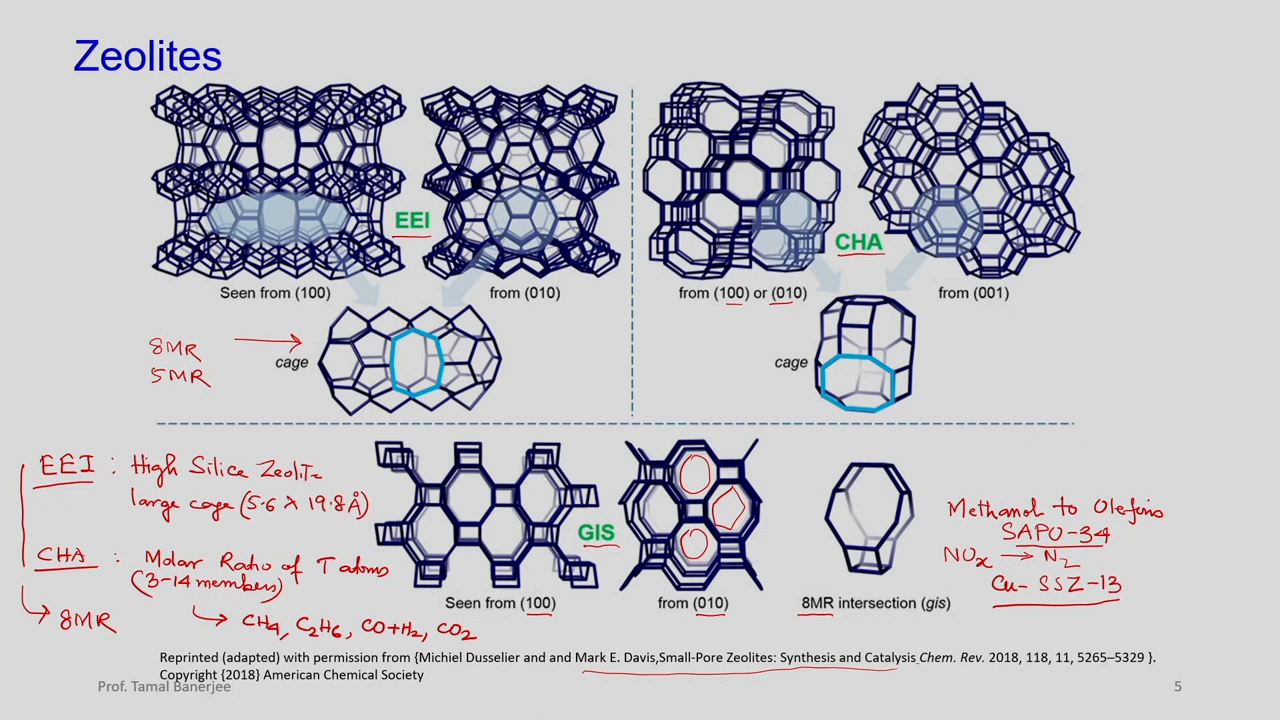 Zeolites
EEI
Seen from (100)
from (010)
CHA
from (100) or (010)
from (001)
8MR
5MR
cage
cage
EEI : High Silice Zeolite
large cage (5.6 x 19.8 Å)
CHA : Molar Ratio of T atoms
(3-14 members)
8MR
CH4, C2H6, CO+H2, CO2
GIS
Seen from (100)
from (010)
8MR intersection (gis)
Methanol to Olefins
SAPO-34
NOx → N2
Cu-SSZ-13
Reprinted (adapted) with permission from {Michiel Dusselier and and Mark E. Davis,Small-Pore Zeolites: Synthesis and Catalysis Chem. Rev. 2018, 118, 11, 5265–5329 }.
Copyright {2018} American Chemical Society
Prof. Tamal Banerjee
5